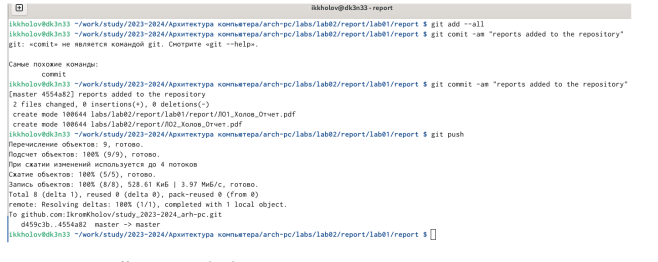 ikkholov@dk3n33 - report
ikkholov@dk3n33 ~/work/study/2023-2024/Архитектура компьютера/arch-pc/labs/lab02/report/lab01/report $ git add --all
ikkholov@dk3n33 ~/work/study/2023-2024/Архитектура компьютера/arch-pc/labs/lab02/report/lab01/report $ git comit -am "reports added to the repository"
git: «comit» не является командой git. Смотрите «git --help».
Самые похожие команды:
commit
ikkholov@dk3n33 ~/work/study/2023-2024/Архитектура компьютера/arch-pc/labs/lab02/report/lab01/report $ git commit -am "reports added to the repository"
[master 4554a82] reports added to the repository
2 files changed, 0 insertions(+), 0 deletions(-)
create mode 100644 labs/lab02/report/lab01/report/Л01_Холов_Отчет.pdf
create mode 100644 labs/lab02/report/lab01/report/Л02_Холов_Отчет.pdf
ikkholov@dk3n33 ~/work/study/2023-2024/Архитектура компьютера/arch-pc/labs/lab02/report/lab01/report $ git push
Перечисление объектов: 9, готово.
Подсчет объектов: 100% (9/9), готово.
При сжатии изменений используется до 4 потоков
Сжатие объектов: 100% (5/5), готово.
Запись объектов: 100% (8/8), 528.61 КиБ | 3.97 МиБ/с, готово.
Total 8 (delta 1), reused 0 (delta 0), pack-reused 0 (from 0)
remote: Resolving deltas: 100% (1/1), completed with 1 local object.
To github.com:IkromKholov/study_2023-2024_arh-pc.git
d459c3b..4554a82 master -> master
ikkholov@dk3n33 ~/work/study/2023-2024/Архитектура компьютера/arch-pc/labs/lab02/report/lab01/report $